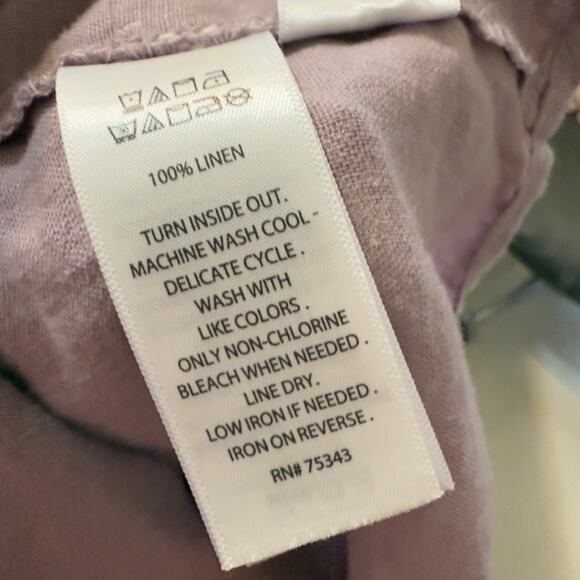 100% LINEN
TURN INSIDE OUT.
MACHINE WASH COOL -
DELICATE CYCLE .
WASH WITH
LIKE COLORS .
ONLY NON-CHLORINE
BLEACH WHEN NEEDED .
LINE DRY .
LOW IRON IF NEEDED .
IRON ON REVERSE .
RN# 75343